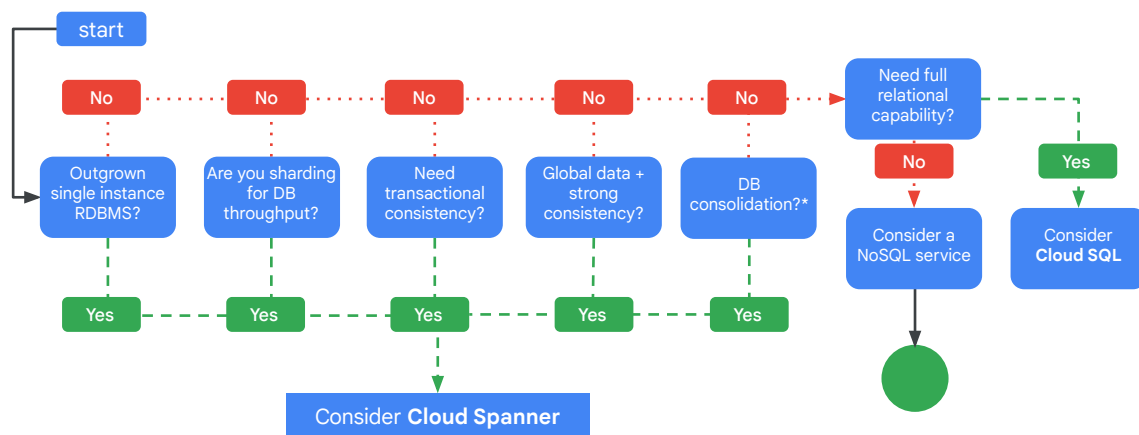 start
No
No
No
No
No
Need full
relational
capability?
No
Yes
Outgrown
single instance
RDBMS?
Are you sharding
for DB
throughput?
Need
transactional
consistency?
Global data +
strong
consistency?
DB
consolidation?*
Consider a
NoSQL service
Consider
Cloud SQL
Yes
Yes
Yes
Yes
Yes
Consider Cloud Spanner